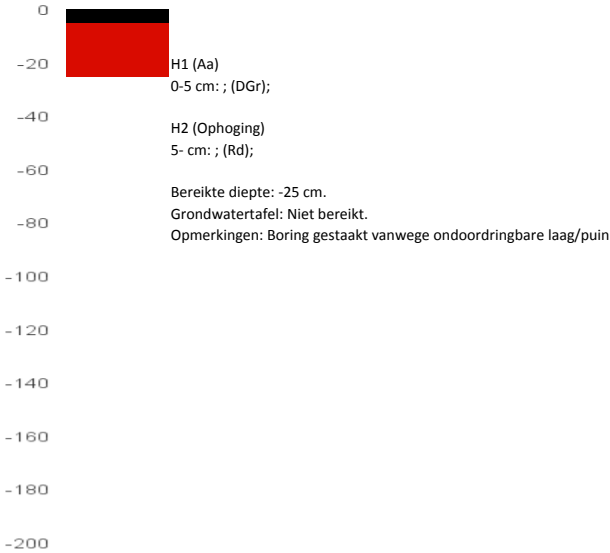 0
-20
-40
-60
-80
-100
-120
-140
-160
-180
-200
H1 (Aa)
0-5 cm: ; (DGr);
H2 (Ophoging)
5- cm: ; (Rd);
Bereikte diepte: -25 cm.
Grondwatertafel: Niet bereikt.
Opmerkingen: Boring gestaakt vanwege ondoordringbare laag/puin